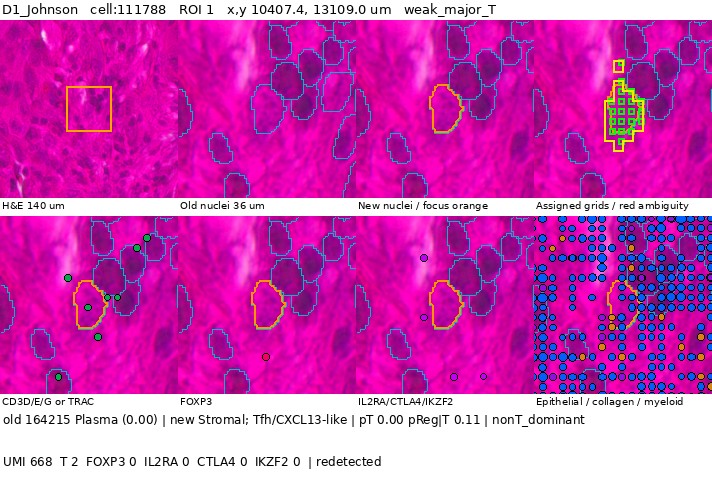 D1_Johnson cell:111788 ROI 1 x,y 10407.4, 13109.0 um weak_major_T
H&E 140 um
Old nuclei 36 um
New nuclei / focus orange
Assigned grids / red ambiguity
CD3D/E/G or TRAC
FOXP3
IL2RA/CTLA4/IKZF2
Epithelial / collagen / myeloid
old 164215 Plasma (0.00) | new Stromal; Tfh/CXCL13-like | pT 0.00 pReg|T 0.11 | nonT_dominant
UMI 668 T 2 FOXP3 0 IL2RA 0 CTLA4 0 IKZF2 0 | redetected